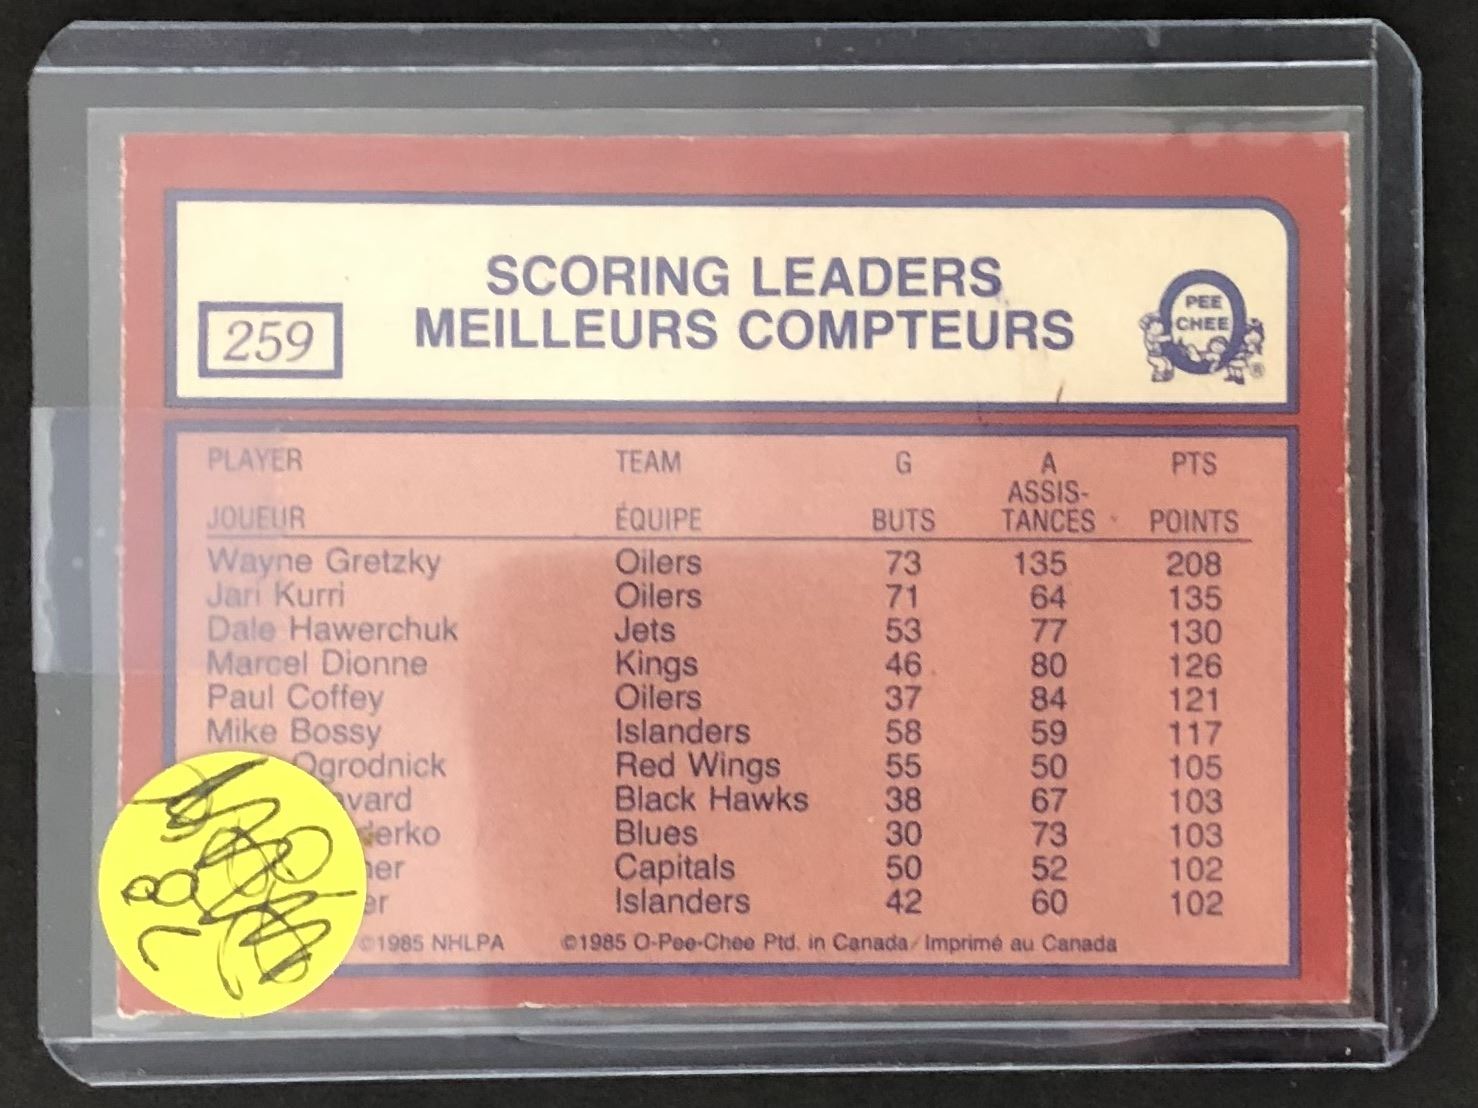 SCORING LEADERS
MEILLEURS COMPTEURS
259
PEE
CHEE
®
PLAYER TEAM G A PTS
ASSIS-
JOUEUR ÉQUIPE BUTS TANCES POINTS
Wayne Gretzky Oilers 73 135 208
Jari Kurri Oilers 71 64 135
Dale Hawerchuk Jets 53 77 130
Marcel Dionne Kings 46 80 126
Paul Coffey Oilers 37 84 121
Mike Bossy Islanders 58 59 117
Ogrodnick Red Wings 55 50 105
avard Black Hawks 38 67 103
derko Blues 30 73 103
ner Capitals 50 52 102
er Islanders 42 60 102
©1985 NHLPA ©1985 O-Pee-Chee Ptd. in Canada/Imprimé au Canada